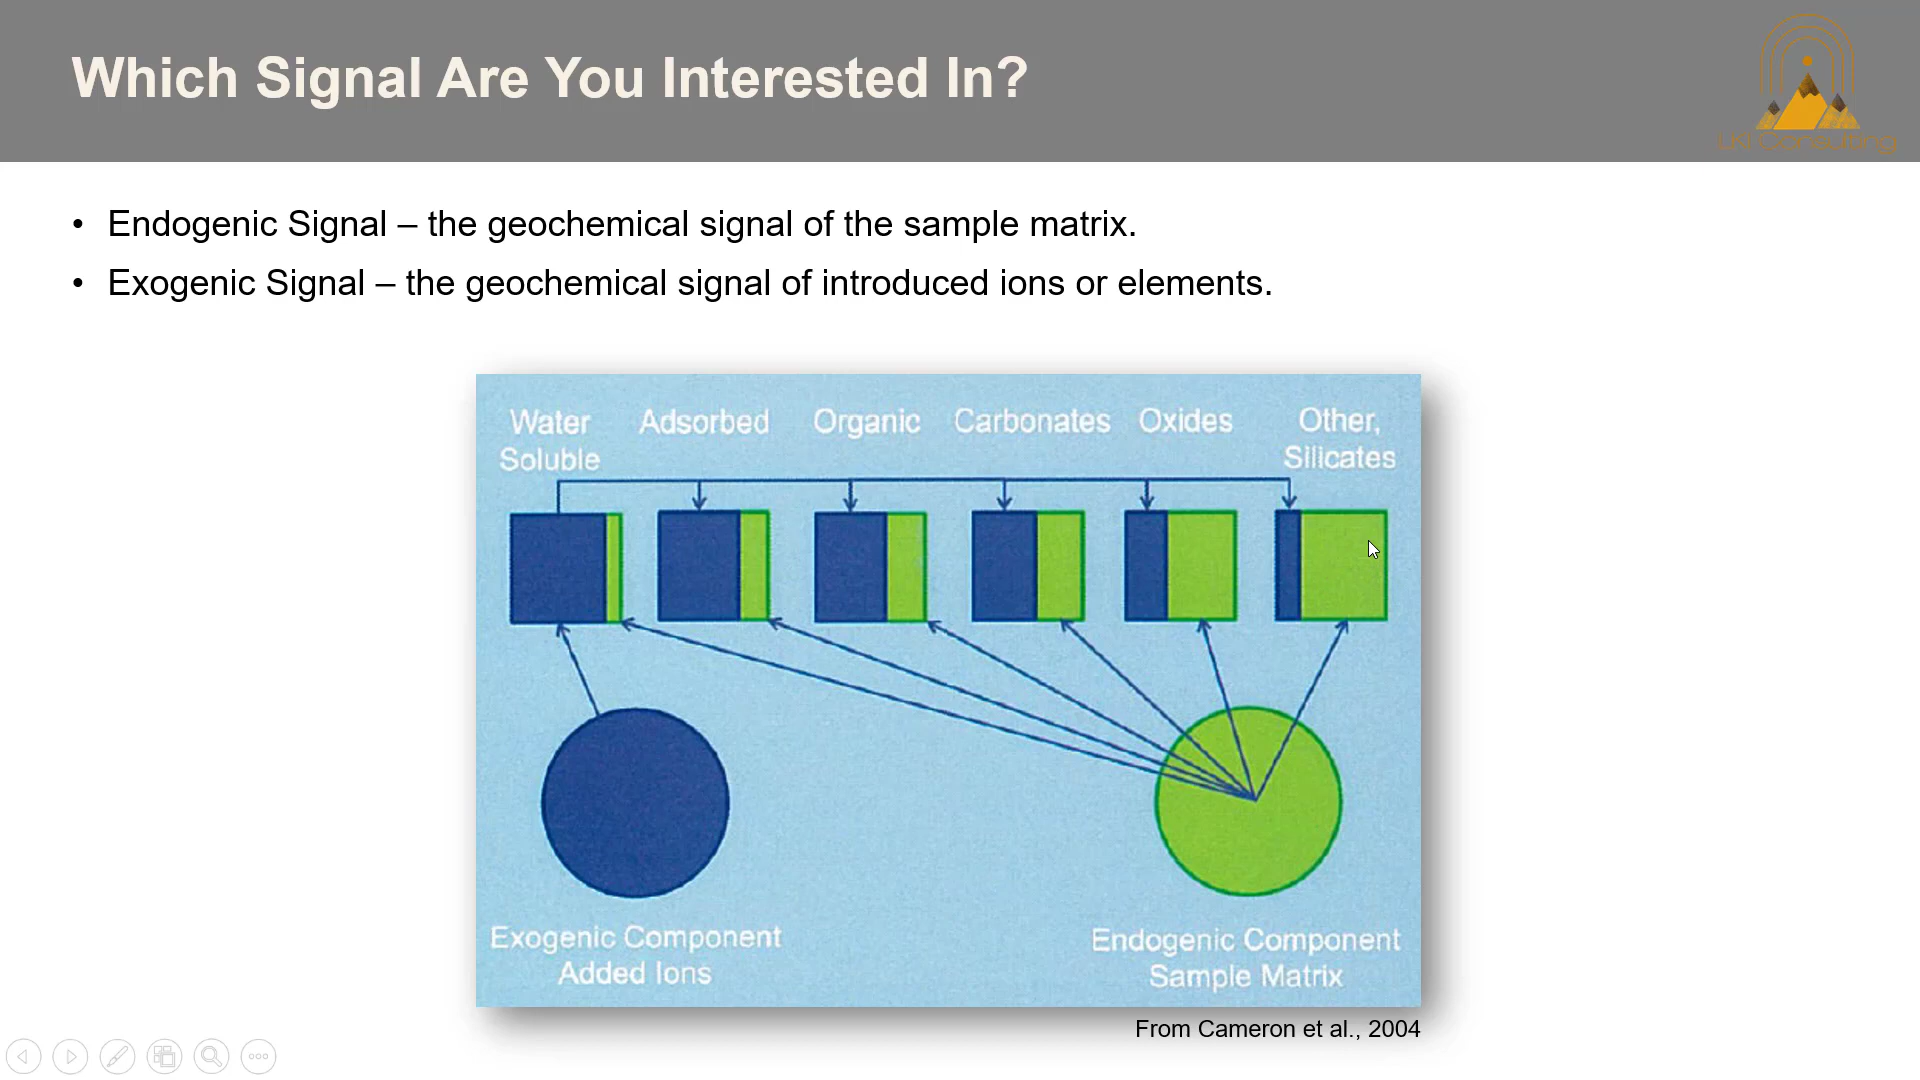 Which Signal Are You Interested In?
LKI Consulting
• Endogenic Signal – the geochemical signal of the sample matrix.
• Exogenic Signal – the geochemical signal of introduced ions or elements.
Water Soluble
Adsorbed
Organic
Carbonates
Oxides
Other, Silicates
Exogenic Component
Added Ions
Endogenic Component
Sample Matrix
From Cameron et al., 2004